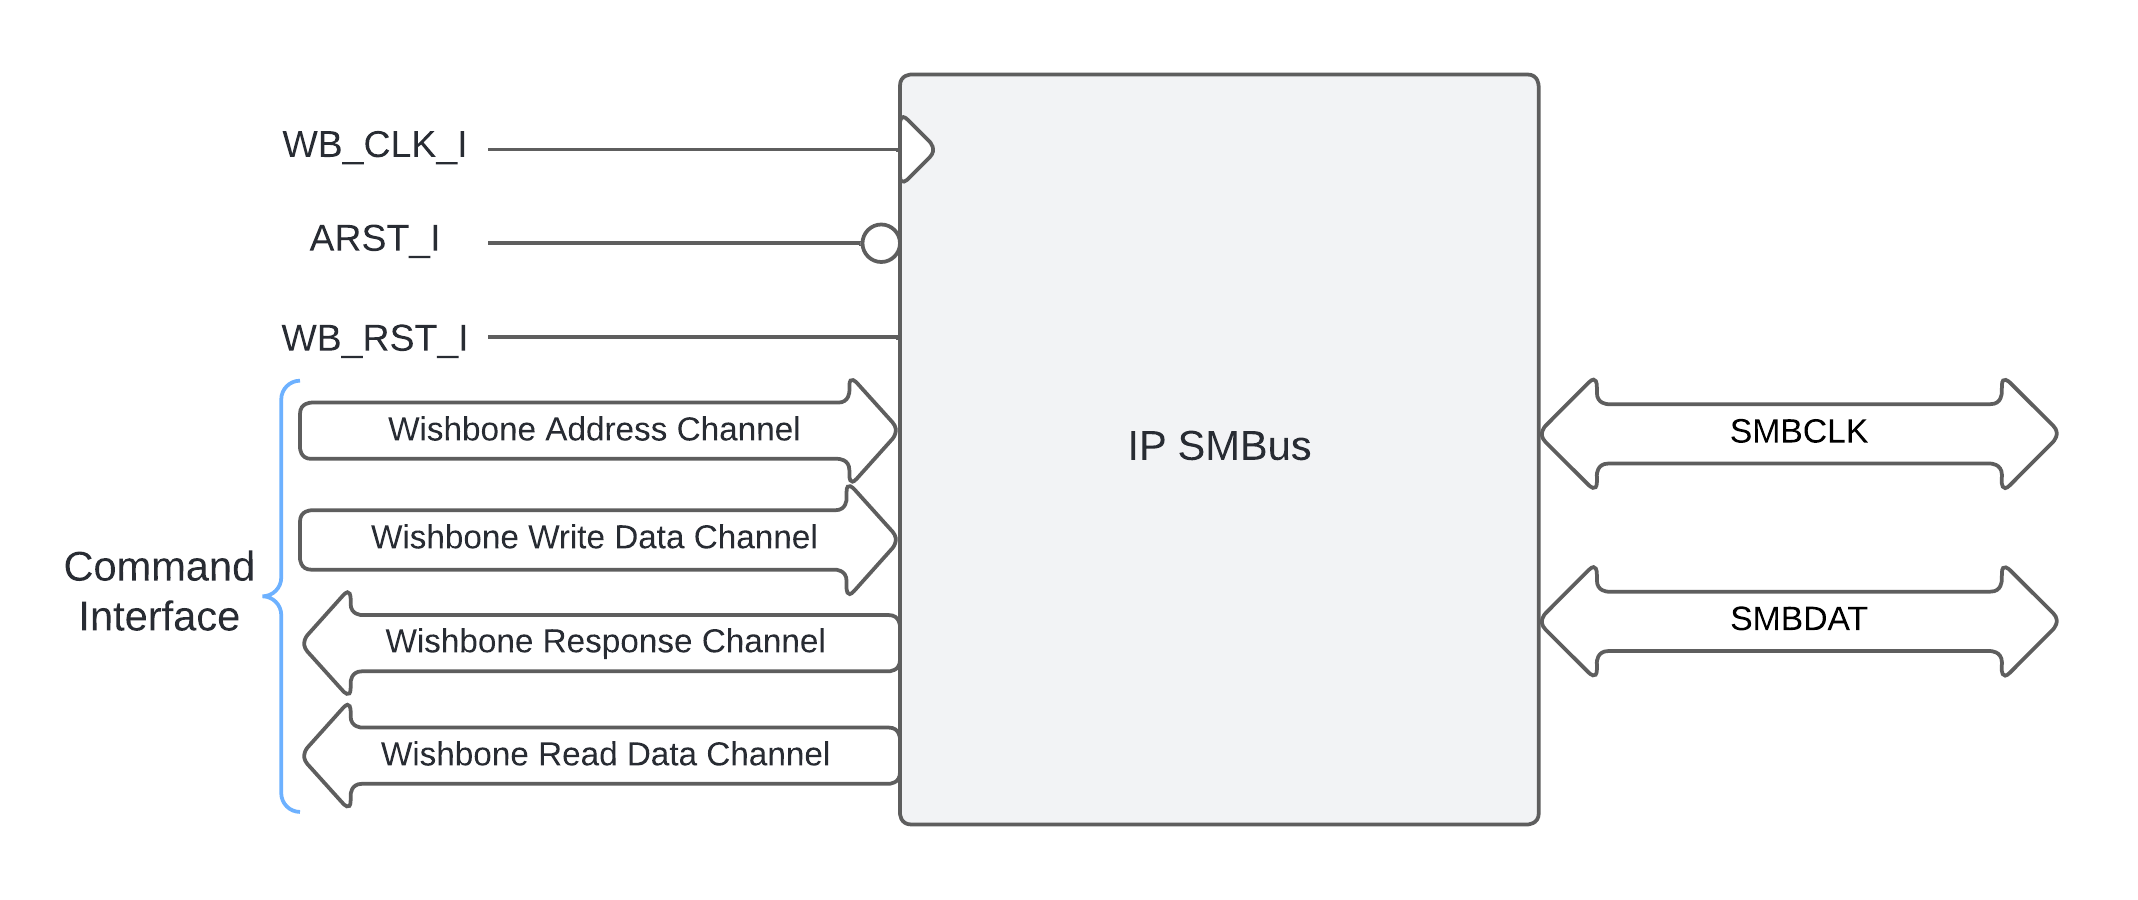 WB_CLK_I
ARST_I
WB_RST_I
Wishbone Address Channel
Wishbone Write Data Channel
Command
Interface
Wishbone Response Channel
Wishbone Read Data Channel
IP SMBus
SMBCLK
SMBDAT